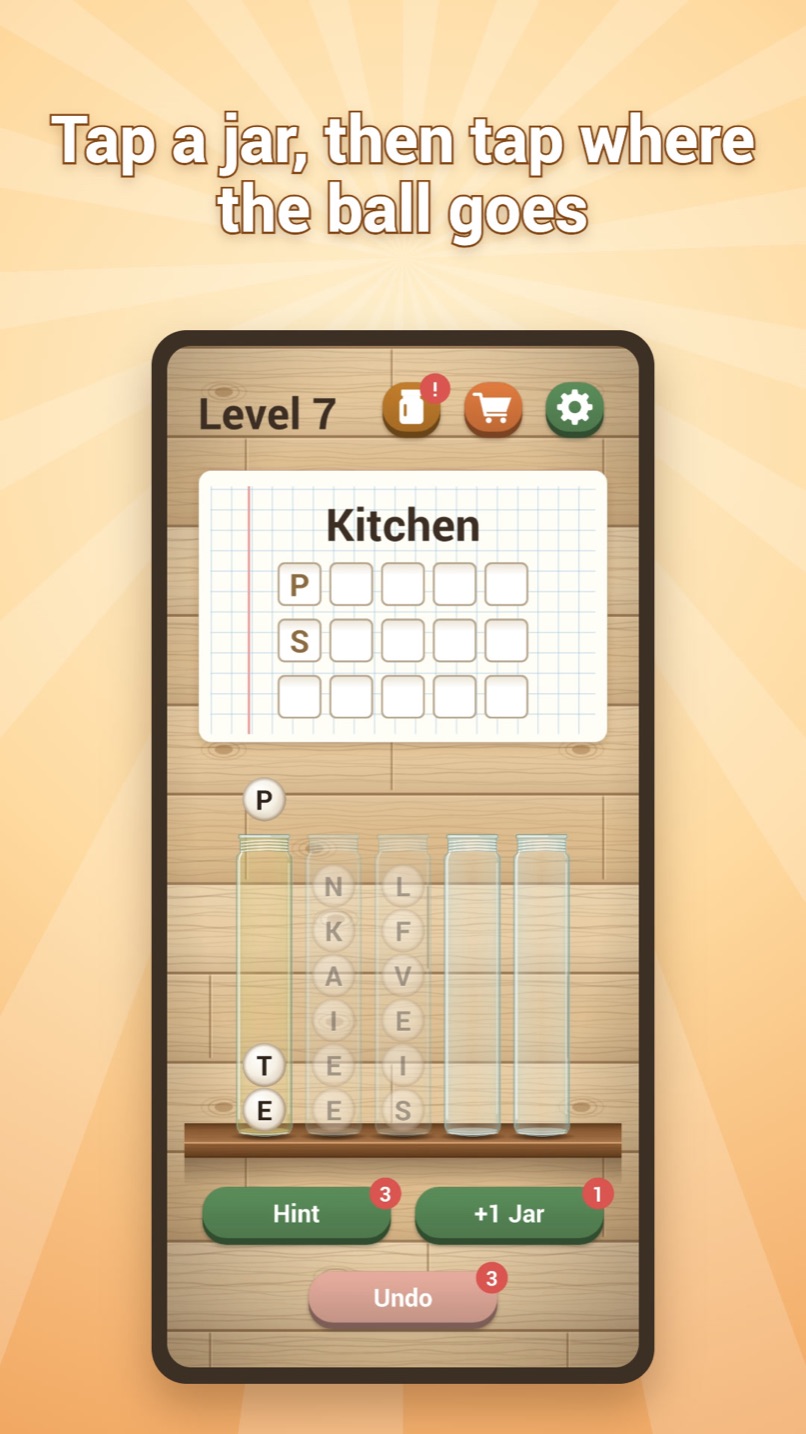 Tap a jar, then tap where
the ball goes
Level 7
!
Kitchen
P
S
P
N L
K F
A V
I E
T E I
E E S
Hint 3
+1 Jar 1
Undo 3